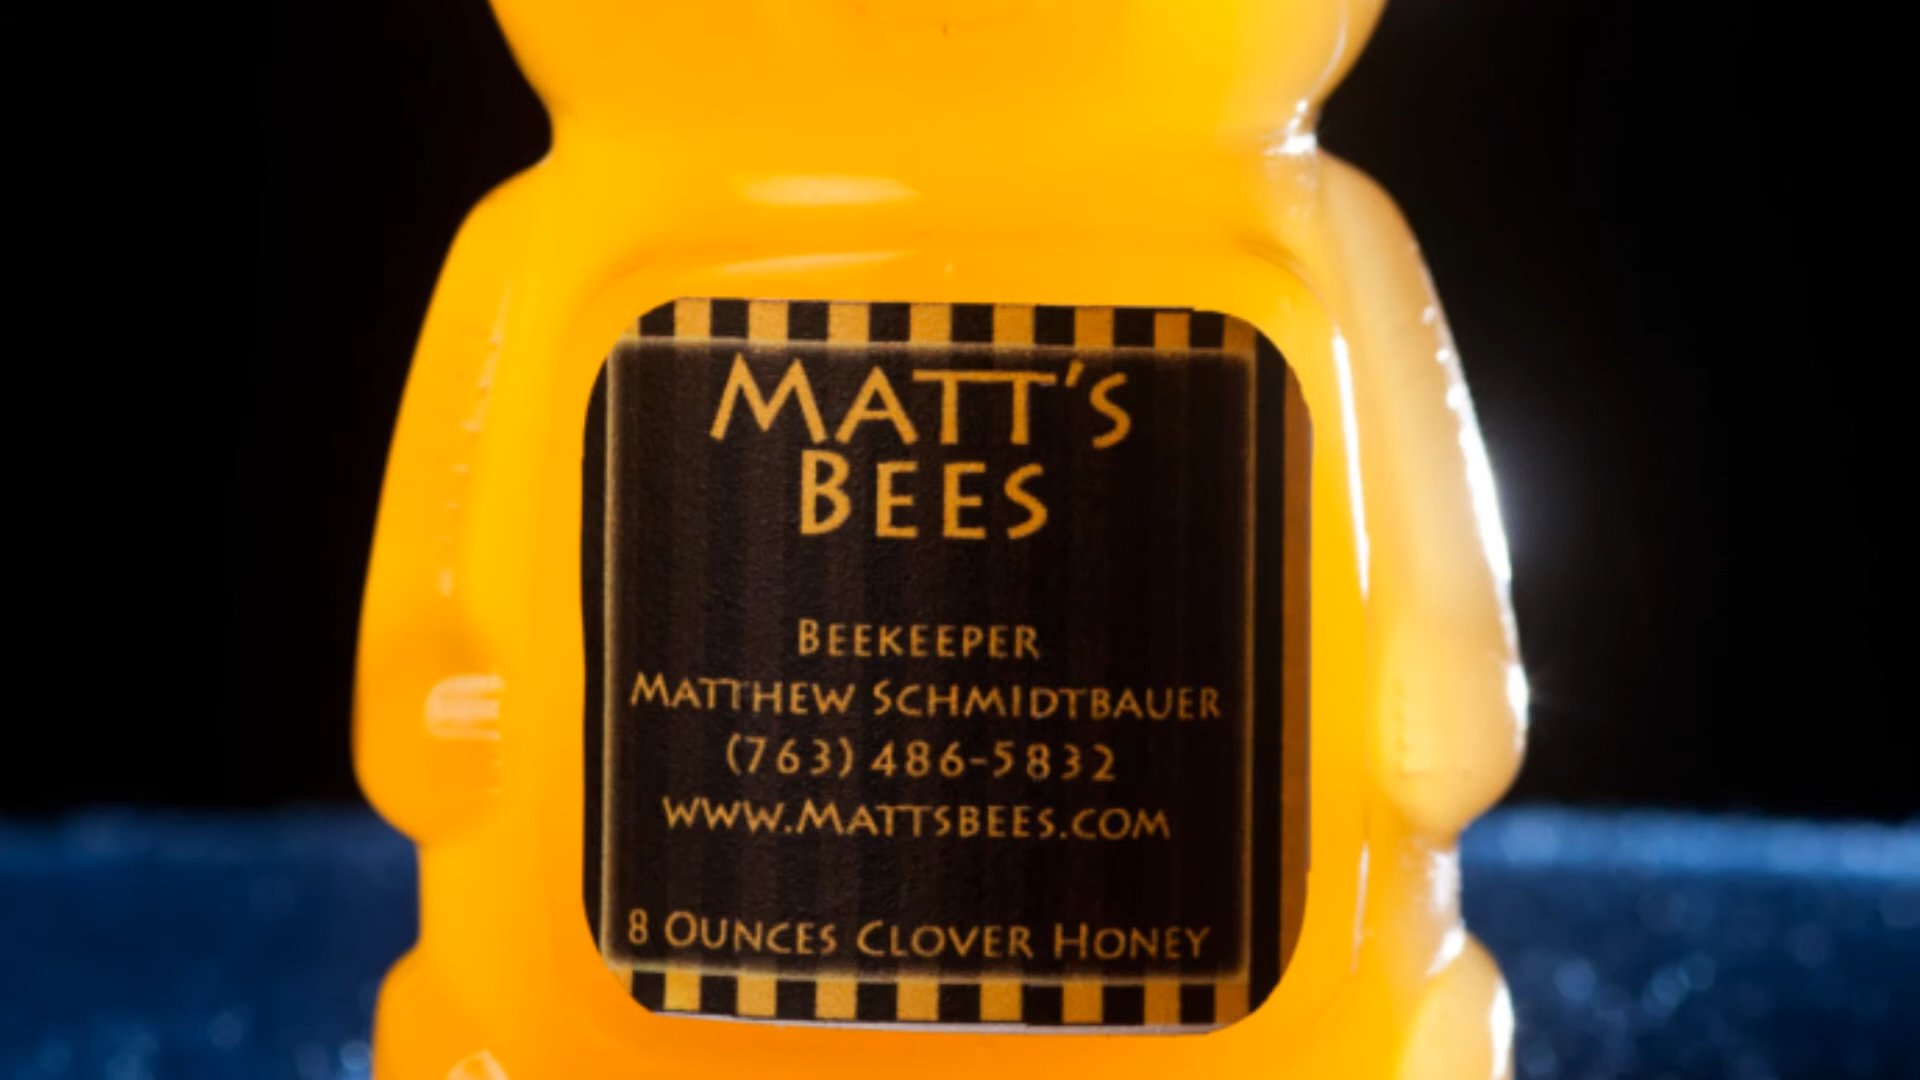 MATT'S
BEES
BEEKEEPER
MATTHEW SCHMIDTBAUER
(763) 486-5832
WWW.MATTSBEES.COM
8 OUNCES CLOVER HONEY